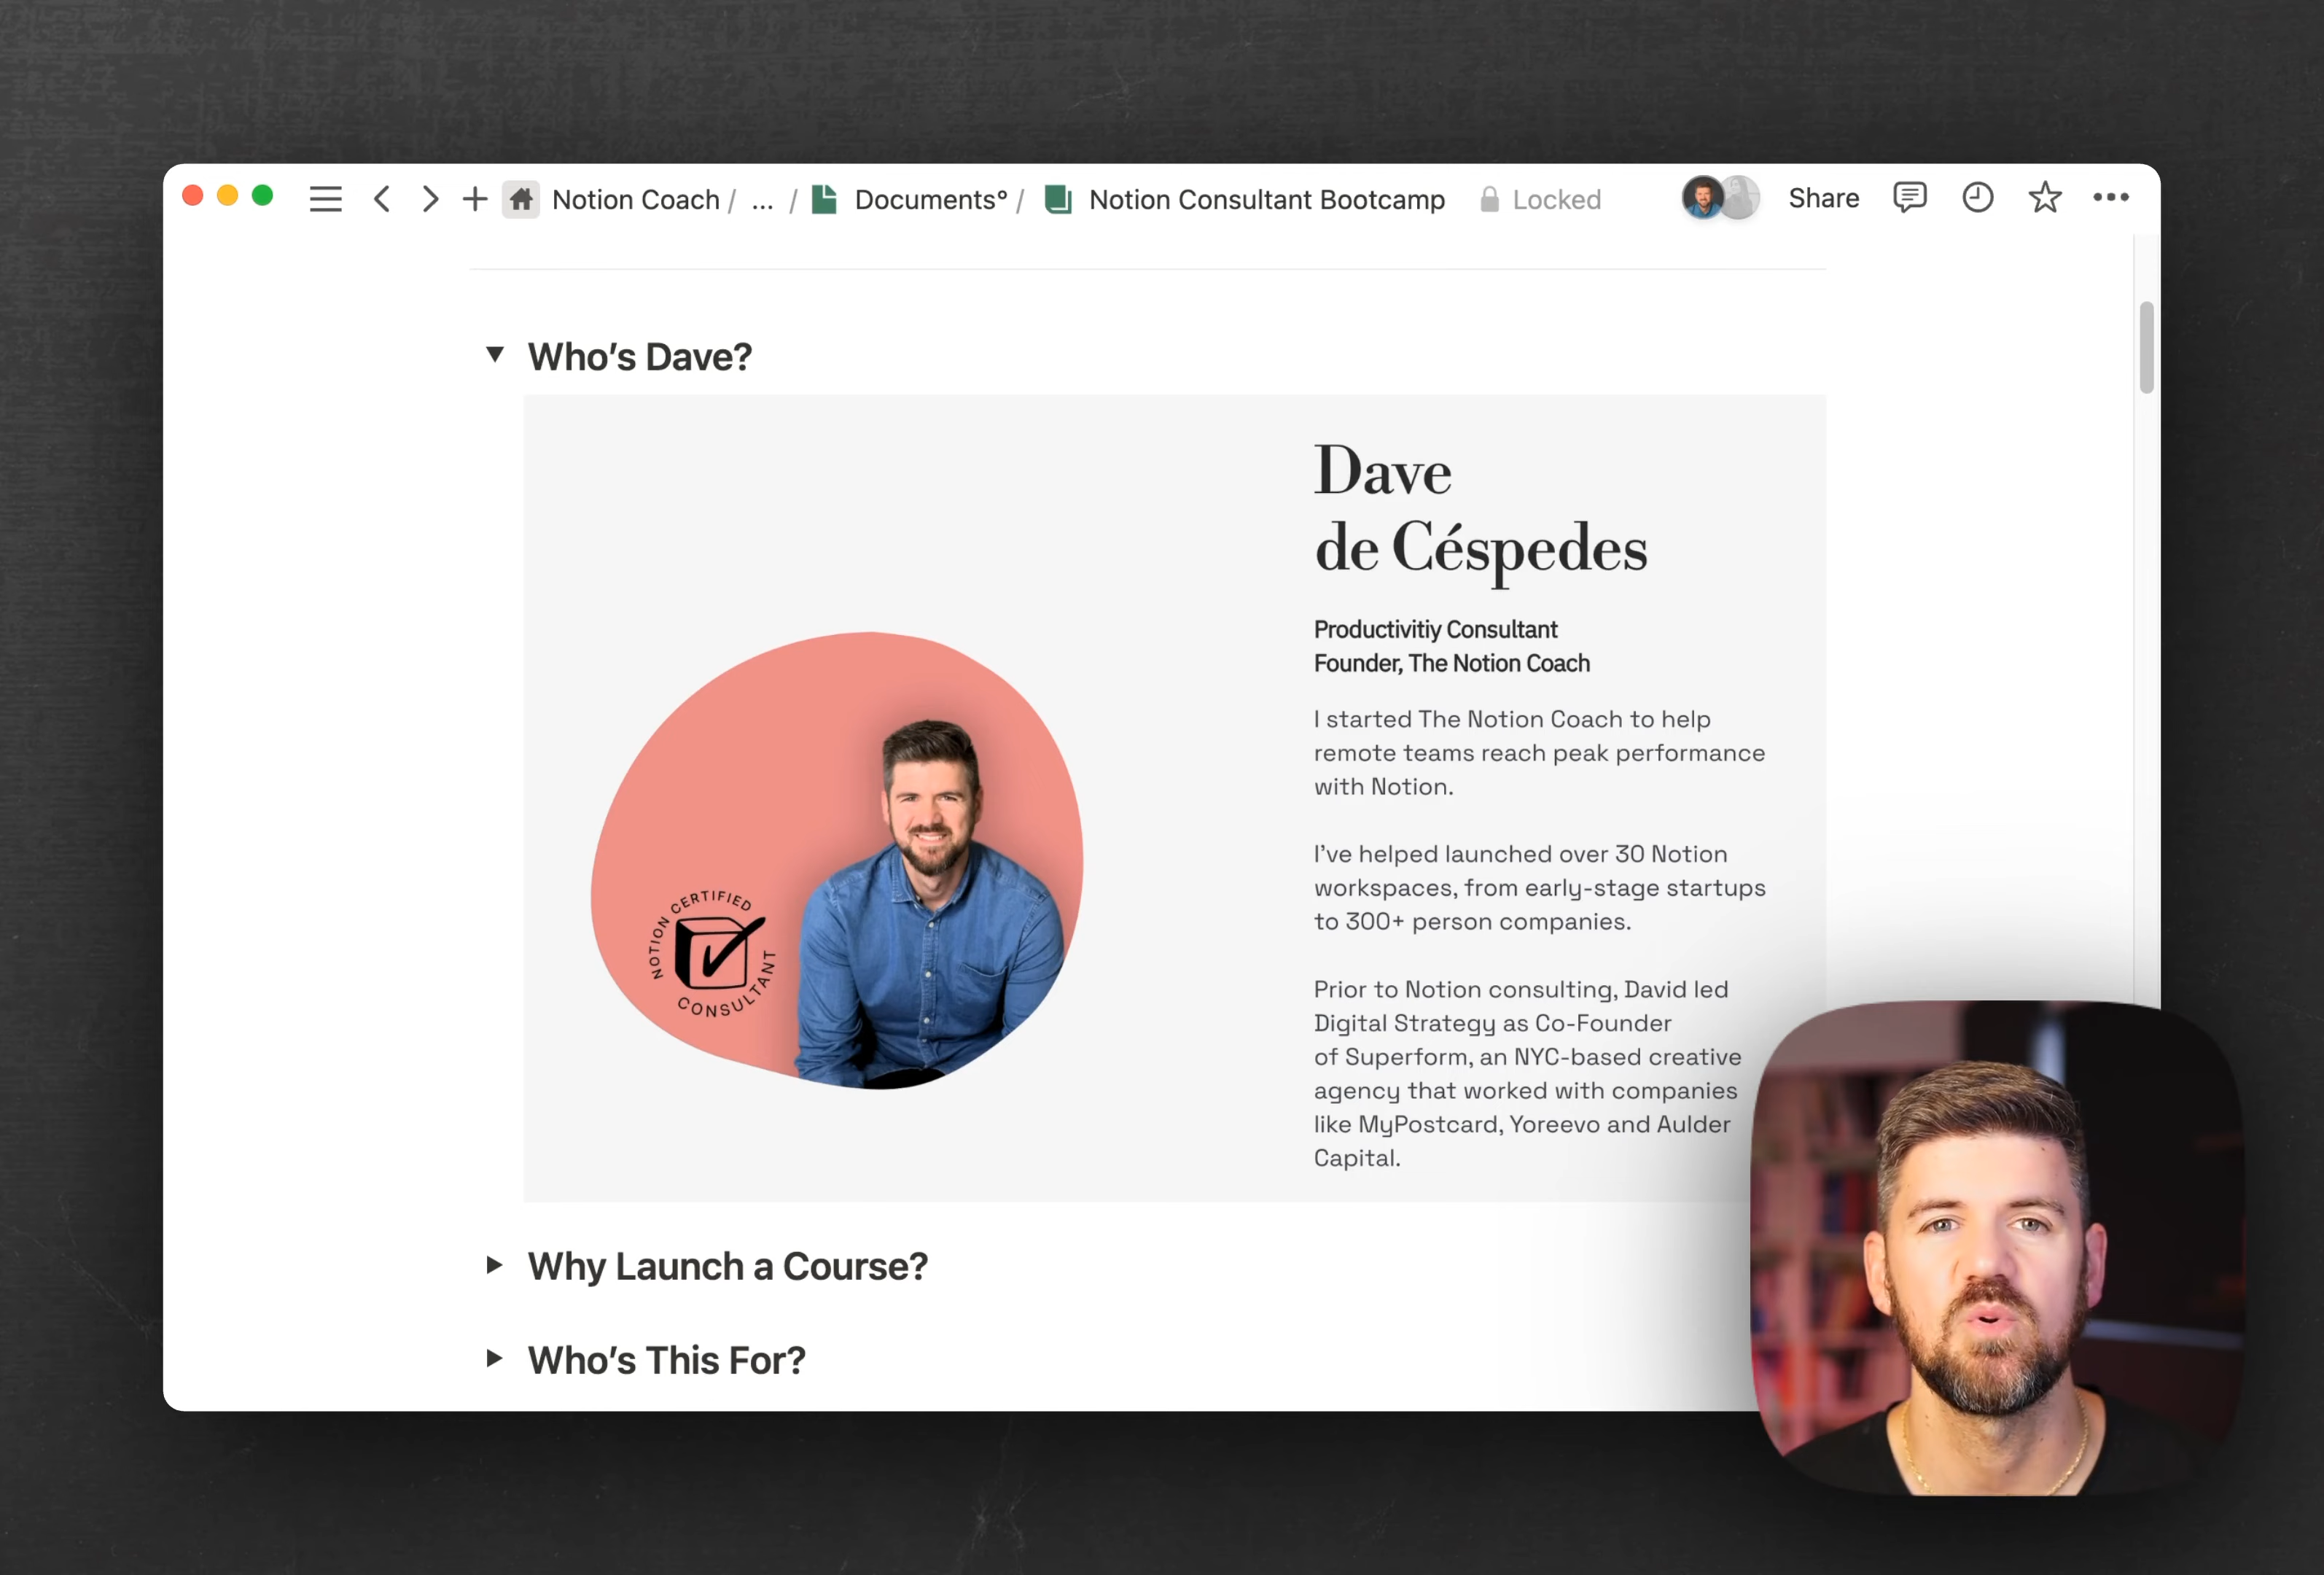 Notion Coach / ... / Documents° / Notion Consultant Bootcamp Locked Share
Who's Dave?
Dave
de Céspedes
Productivitiy Consultant
Founder, The Notion Coach
I started The Notion Coach to help
remote teams reach peak performance
with Notion.
I've helped launched over 30 Notion
workspaces, from early-stage startups
to 300+ person companies.
Prior to Notion consulting, David led
Digital Strategy as Co-Founder
of Superform, an NYC-based creative
agency that worked with companies
like MyPostcard, Yoreevo and Aulder
Capital.
NOTION CERTIFIED
CONSULTANT
Why Launch a Course?
Who's This For?